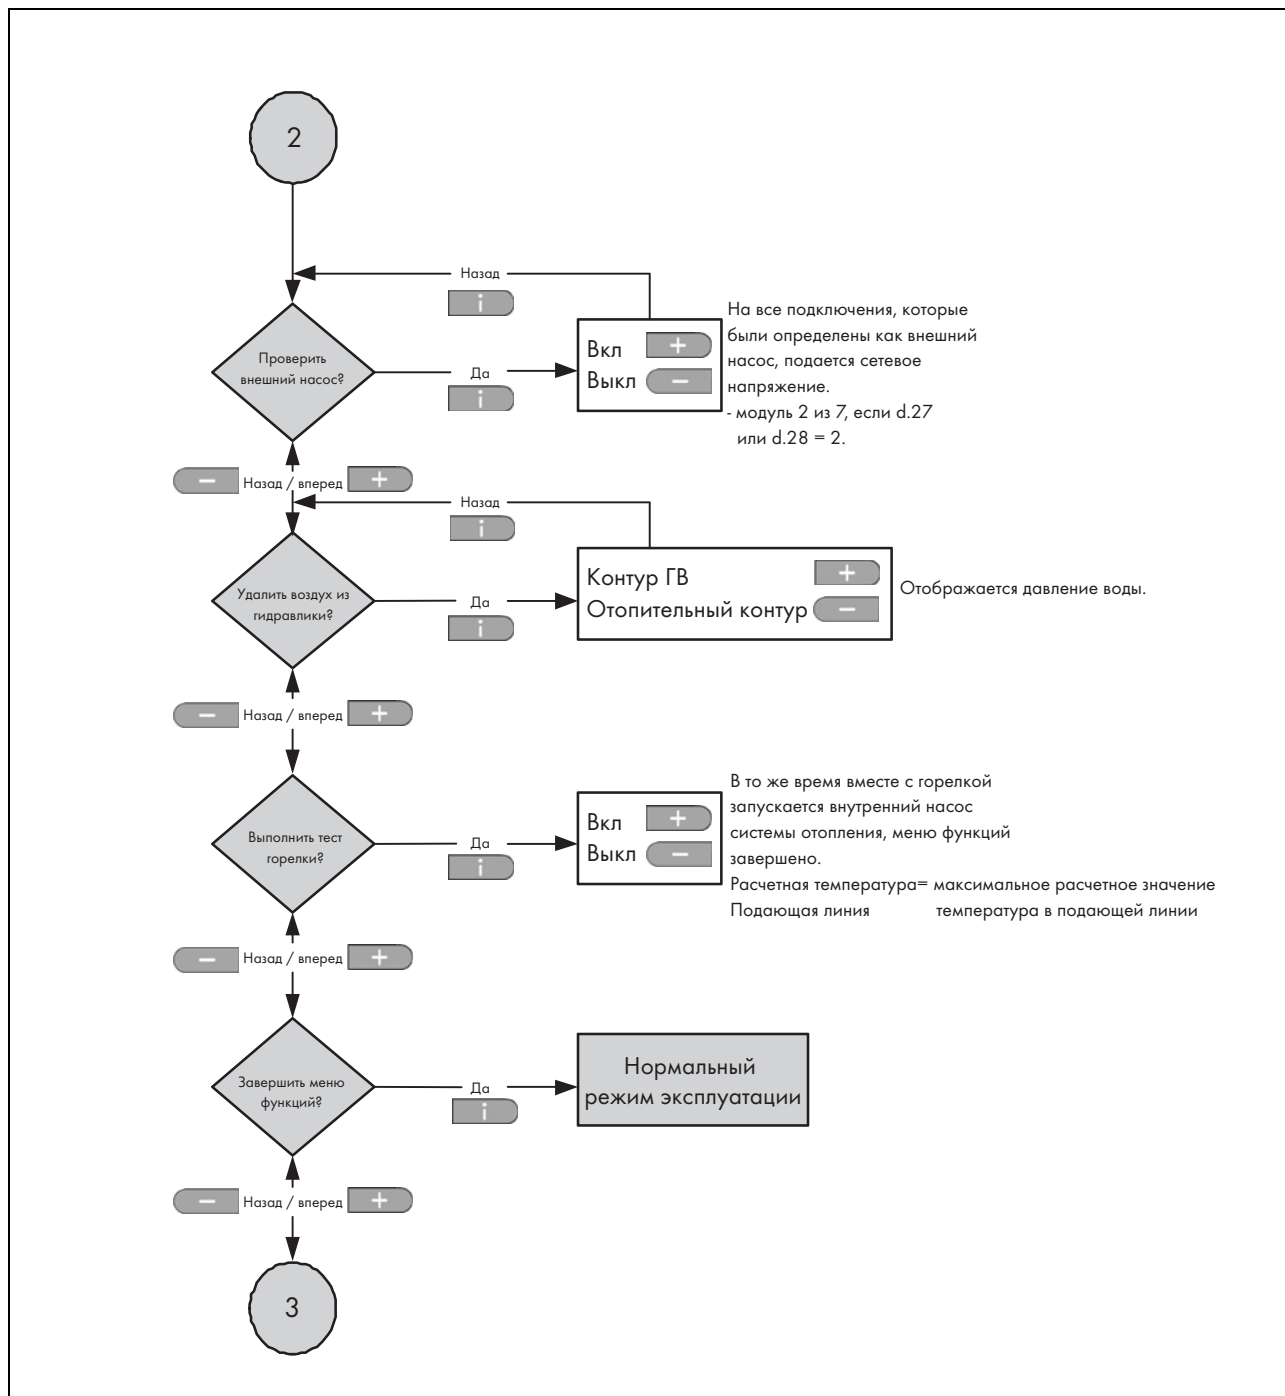 2
Назад
i
Проверить
внешний насос?
Да
i
Вкл +
Выкл −
На все подключения, которые
были определены как внешний
насос, подается сетевое
напряжение.
- модуль 2 из 7, если d.27
или d.28 = 2.
− Назад / вперед +
Назад
i
Удалить воздух из
гидравлики?
Да
i
Контур ГВ +
Отопительный контур −
Отображается давление воды.
− Назад / вперед +
Выполнить тест
горелки?
Да
i
Вкл +
Выкл −
В то же время вместе с горелкой
запускается внутренний насос
системы отопления, меню функций
завершено.
Расчетная температура= максимальное расчетное значение
Подающая линия температура в подающей линии
− Назад / вперед +
Завершить меню
функций?
Да
i
Нормальный
режим эксплуатации
− Назад / вперед +
3